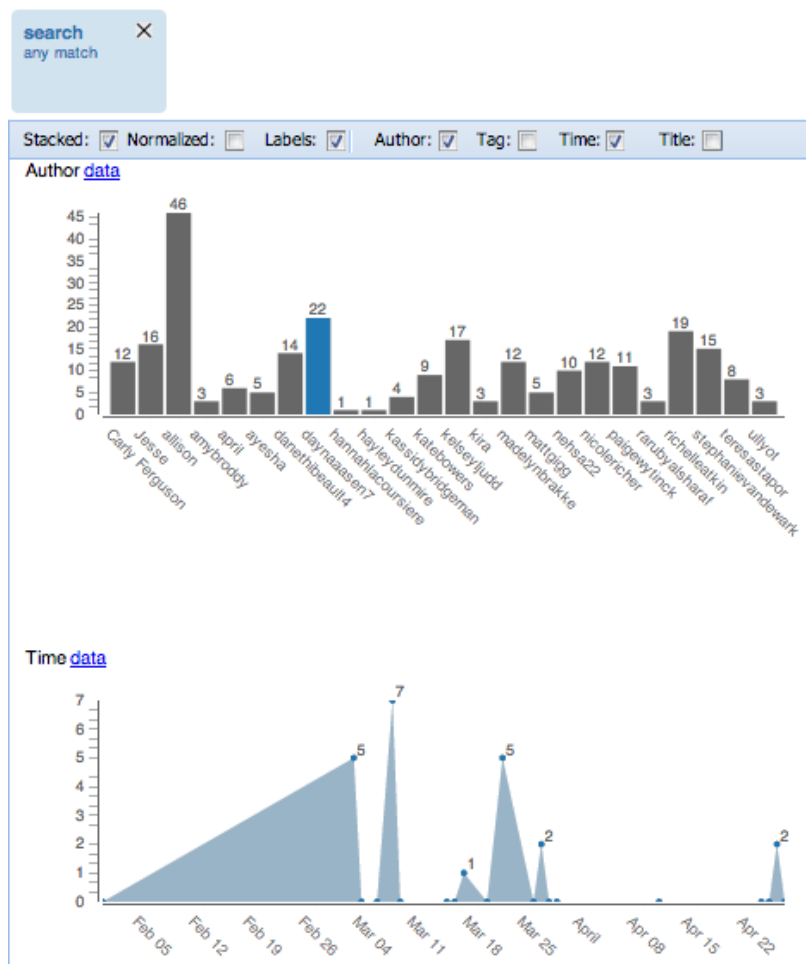 search
any match
Stacked: Normalized: Labels: Author: Tag: Time: Title:
Author data
45
40
35
30
25
20
15
10
5
0
12
16
46
3
6
5
14
22
1
1
4
9
17
3
12
5
10
12
11
3
19
15
8
3
Carly Ferguson
Jesse
allison
amybroddy
april
ayesha
danethibeault4
daynaaasen7
hannahlacoursiere
hayleydunmire
kassidybridgeman
katebowers
kelseyljudd
kira
madelynbrakke
mattgigg
nehsa22
nicolericher
paigewytinck
rarubyalsharaf
richelleatkin
stephanievandewark
teresastapor
ullyot
Time data
7
6
5
4
3
2
1
0
5
7
1
5
2
2
Feb 05
Feb 12
Feb 19
Feb 26
Mar 04
Mar 11
Mar 18
Mar 25
April
Apr 08
Apr 15
Apr 22